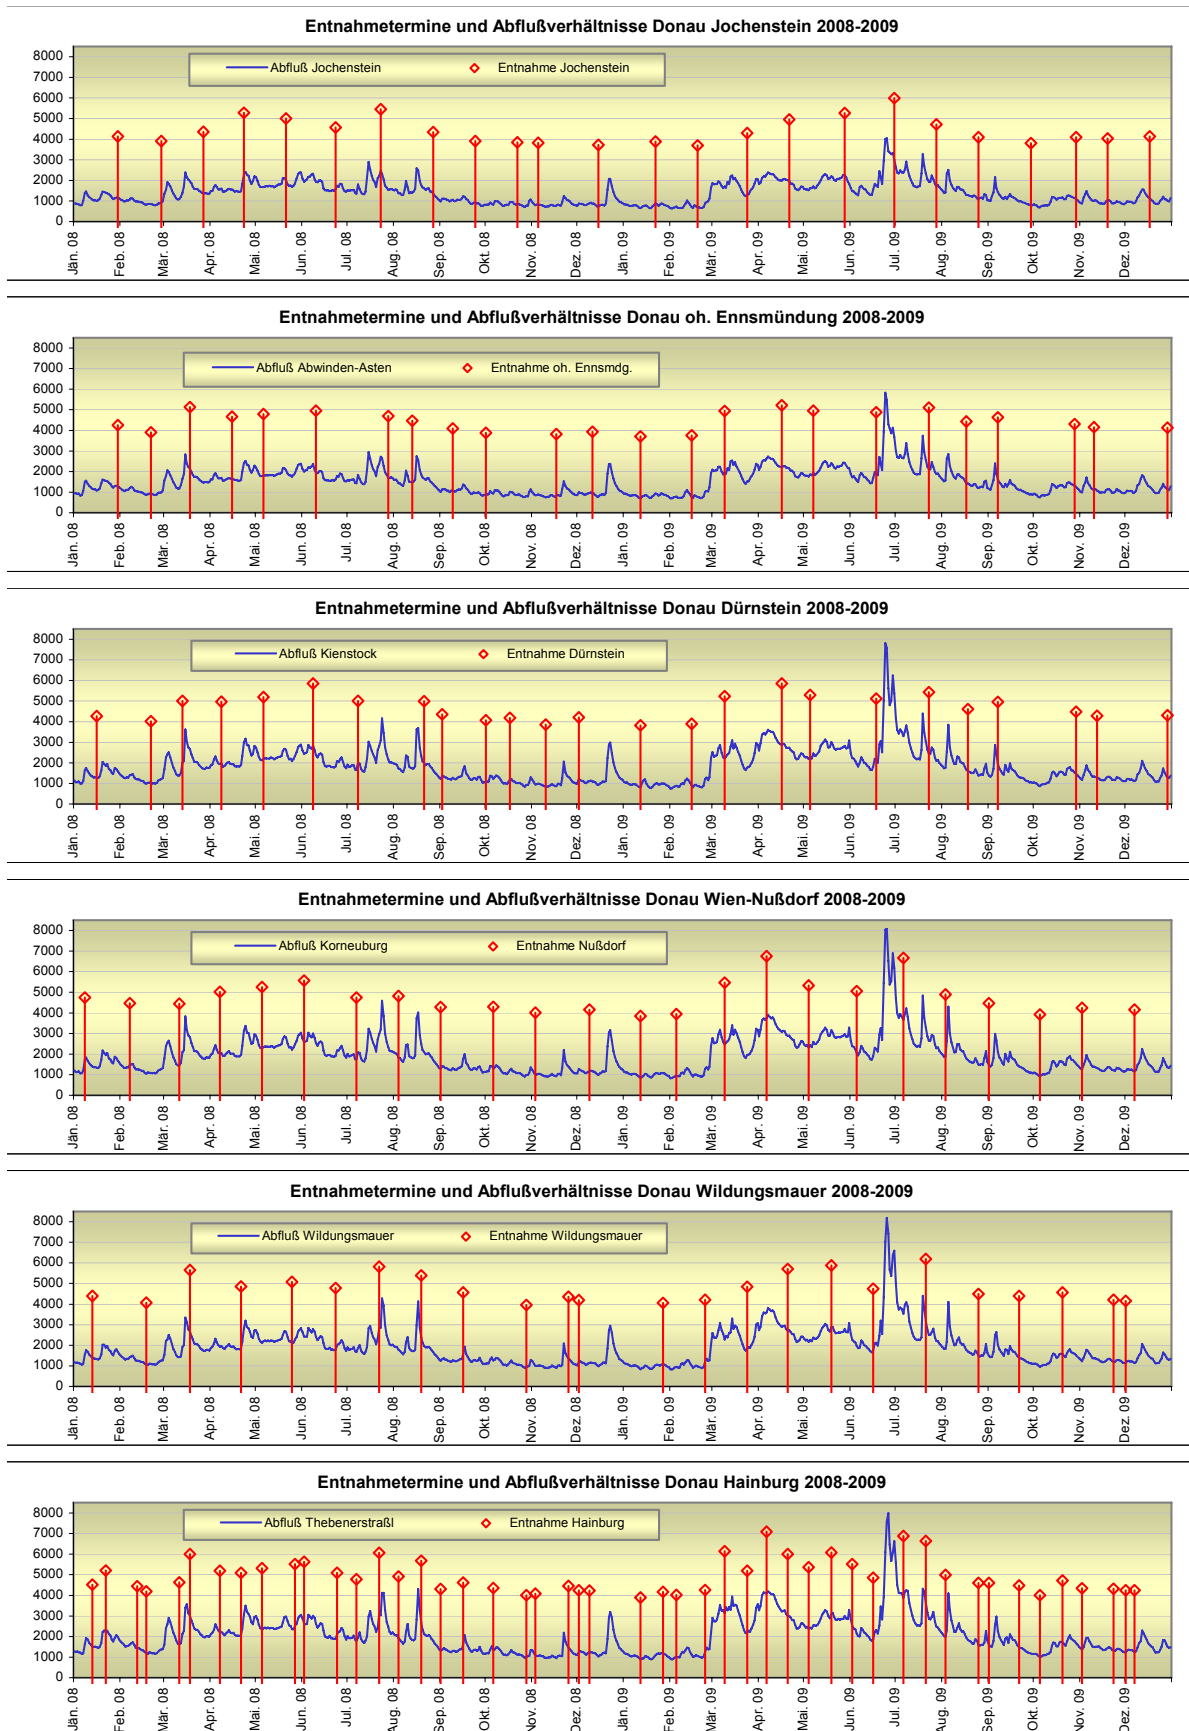 Entnahmetermine und Abflußverhältnisse Donau Jochenstein 2008-2009
8000
7000
6000
5000
4000
3000
2000
1000
0
Abfluß Jochenstein
Entnahme Jochenstein
Jän. 08
Feb. 08
Mär. 08
Apr. 08
Mai. 08
Jun. 08
Jul. 08
Aug. 08
Sep. 08
Okt. 08
Nov. 08
Dez. 08
Jän. 09
Feb. 09
Mär. 09
Apr. 09
Mai. 09
Jun. 09
Jul. 09
Aug. 09
Sep. 09
Okt. 09
Nov. 09
Dez. 09
Entnahmetermine und Abflußverhältnisse Donau oh. Ennsmündung 2008-2009
8000
7000
6000
5000
4000
3000
2000
1000
0
Abfluß Abwinden-Asten
Entnahme oh. Ennsmdg.
Jän. 08
Feb. 08
Mär. 08
Apr. 08
Mai. 08
Jun. 08
Jul. 08
Aug. 08
Sep. 08
Okt. 08
Nov. 08
Dez. 08
Jän. 09
Feb. 09
Mär. 09
Apr. 09
Mai. 09
Jun. 09
Jul. 09
Aug. 09
Sep. 09
Okt. 09
Nov. 09
Dez. 09
Entnahmetermine und Abflußverhältnisse Donau Dürnstein 2008-2009
8000
7000
6000
5000
4000
3000
2000
1000
0
Abfluß Kienstock
Entnahme Dürnstein
Jän. 08
Feb. 08
Mär. 08
Apr. 08
Mai. 08
Jun. 08
Jul. 08
Aug. 08
Sep. 08
Okt. 08
Nov. 08
Dez. 08
Jän. 09
Feb. 09
Mär. 09
Apr. 09
Mai. 09
Jun. 09
Jul. 09
Aug. 09
Sep. 09
Okt. 09
Nov. 09
Dez. 09
Entnahmetermine und Abflußverhältnisse Donau Wien-Nußdorf 2008-2009
8000
7000
6000
5000
4000
3000
2000
1000
0
Abfluß Korneuburg
Entnahme Nußdorf
Jän. 08
Feb. 08
Mär. 08
Apr. 08
Mai. 08
Jun. 08
Jul. 08
Aug. 08
Sep. 08
Okt. 08
Nov. 08
Dez. 08
Jän. 09
Feb. 09
Mär. 09
Apr. 09
Mai. 09
Jun. 09
Jul. 09
Aug. 09
Sep. 09
Okt. 09
Nov. 09
Dez. 09
Entnahmetermine und Abflußverhältnisse Donau Wildungsmauer 2008-2009
8000
7000
6000
5000
4000
3000
2000
1000
0
Abfluß Wildungsmauer
Entnahme Wildungsmauer
Jän. 08
Feb. 08
Mär. 08
Apr. 08
Mai. 08
Jun. 08
Jul. 08
Aug. 08
Sep. 08
Okt. 08
Nov. 08
Dez. 08
Jän. 09
Feb. 09
Mär. 09
Apr. 09
Mai. 09
Jun. 09
Jul. 09
Aug. 09
Sep. 09
Okt. 09
Nov. 09
Dez. 09
Entnahmetermine und Abflußverhältnisse Donau Hainburg 2008-2009
8000
7000
6000
5000
4000
3000
2000
1000
0
Abfluß Thebenerstraßl
Entnahme Hainburg
Jän. 08
Feb. 08
Mär. 08
Apr. 08
Mai. 08
Jun. 08
Jul. 08
Aug. 08
Sep. 08
Okt. 08
Nov. 08
Dez. 08
Jän. 09
Feb. 09
Mär. 09
Apr. 09
Mai. 09
Jun. 09
Jul. 09
Aug. 09
Sep. 09
Okt. 09
Nov. 09
Dez. 09